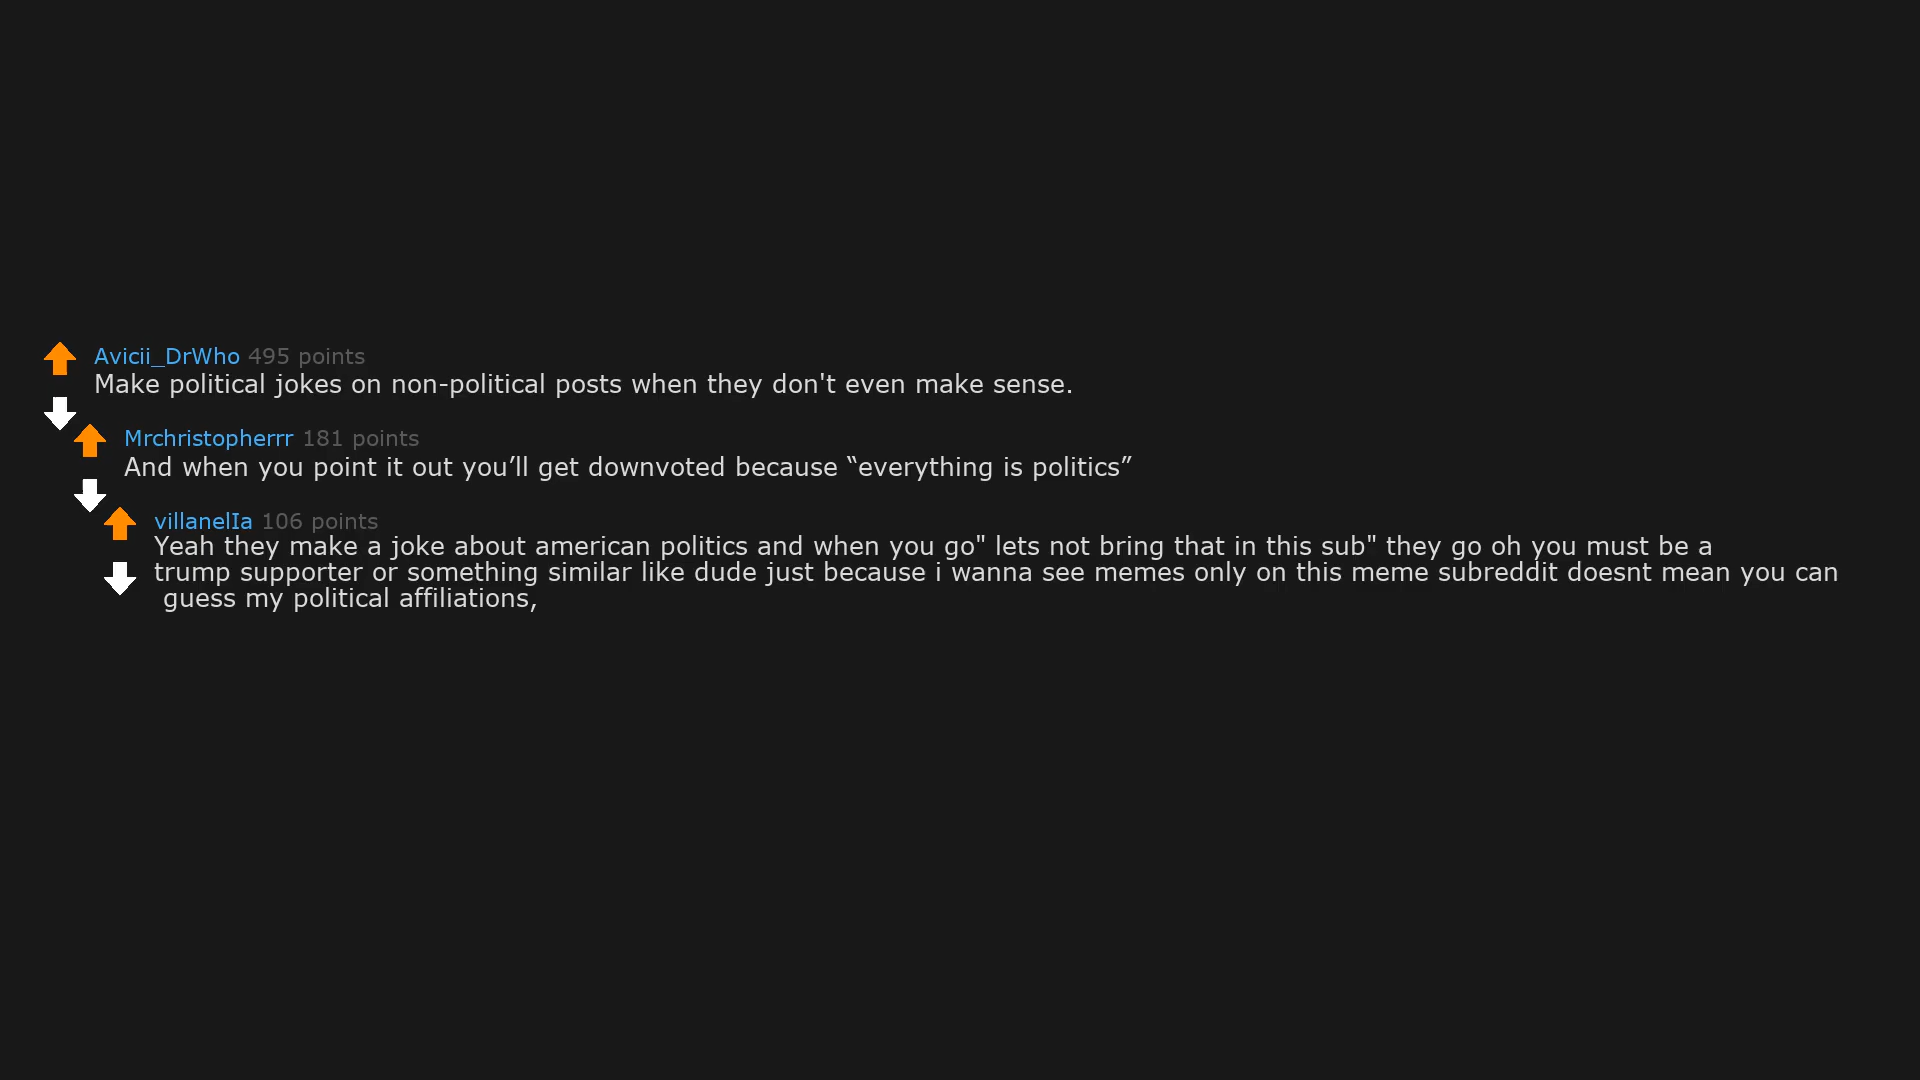 Avicii_DrWho 495 points
Make political jokes on non-political posts when they don't even make sense.
Mrchristopherrr 181 points
And when you point it out you’ll get downvoted because “everything is politics”
villanelIa 106 points
Yeah they make a joke about american politics and when you go" lets not bring that in this sub" they go oh you must be a
trump supporter or something similar like dude just because i wanna see memes only on this meme subreddit doesnt mean you can
guess my political affiliations,